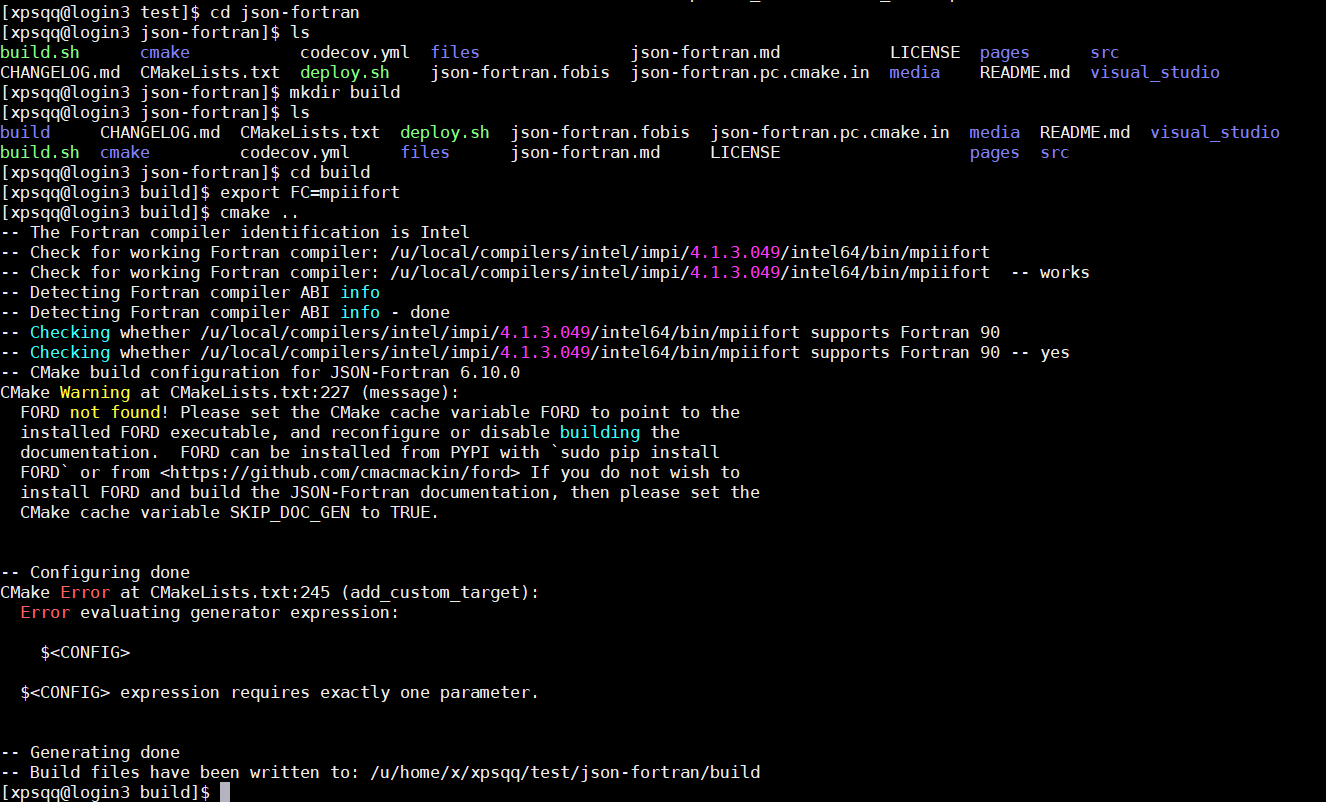 [xpsqq@login3 test]$ cd json-fortran
[xpsqq@login3 json-fortran]$ ls
build.sh      cmake           codecov.yml  files               json-fortran.md           LICENSE  pages      src
CHANGELOG.md  CMakeLists.txt  deploy.sh    json-fortran.fobis  json-fortran.pc.cmake.in  media    README.md  visual_studio
[xpsqq@login3 json-fortran]$ mkdir build
[xpsqq@login3 json-fortran]$ ls
build     CHANGELOG.md  CMakeLists.txt  deploy.sh  json-fortran.fobis  json-fortran.pc.cmake.in  media  README.md  visual_studio
build.sh  cmake         codecov.yml     files      json-fortran.md     LICENSE                   pages  src
[xpsqq@login3 json-fortran]$ cd build
[xpsqq@login3 build]$ export FC=mpiifort
[xpsqq@login3 build]$ cmake ..
-- The Fortran compiler identification is Intel
-- Check for working Fortran compiler: /u/local/compilers/intel/impi/4.1.3.049/intel64/bin/mpiifort
-- Check for working Fortran compiler: /u/local/compilers/intel/impi/4.1.3.049/intel64/bin/mpiifort  -- works
-- Detecting Fortran compiler ABI info
-- Detecting Fortran compiler ABI info - done
-- Checking whether /u/local/compilers/intel/impi/4.1.3.049/intel64/bin/mpiifort supports Fortran 90
-- Checking whether /u/local/compilers/intel/impi/4.1.3.049/intel64/bin/mpiifort supports Fortran 90 -- yes
-- CMake build configuration for JSON-Fortran 6.10.0
CMake Warning at CMakeLists.txt:227 (message):
  FORD not found! Please set the CMake cache variable FORD to point to the
  installed FORD executable, and reconfigure or disable building the
  documentation.  FORD can be installed from PYPI with `sudo pip install
  FORD` or from <https://github.com/cmacmackin/ford> If you do not wish to
  install FORD and build the JSON-Fortran documentation, then please set the
  CMake cache variable SKIP_DOC_GEN to TRUE.
-- Configuring done
CMake Error at CMakeLists.txt:245 (add_custom_target):
  Error evaluating generator expression:
    $<CONFIG>
  $<CONFIG> expression requires exactly one parameter.
-- Generating done
-- Build files have been written to: /u/home/x/xpsqq/test/json-fortran/build
[xpsqq@login3 build]$